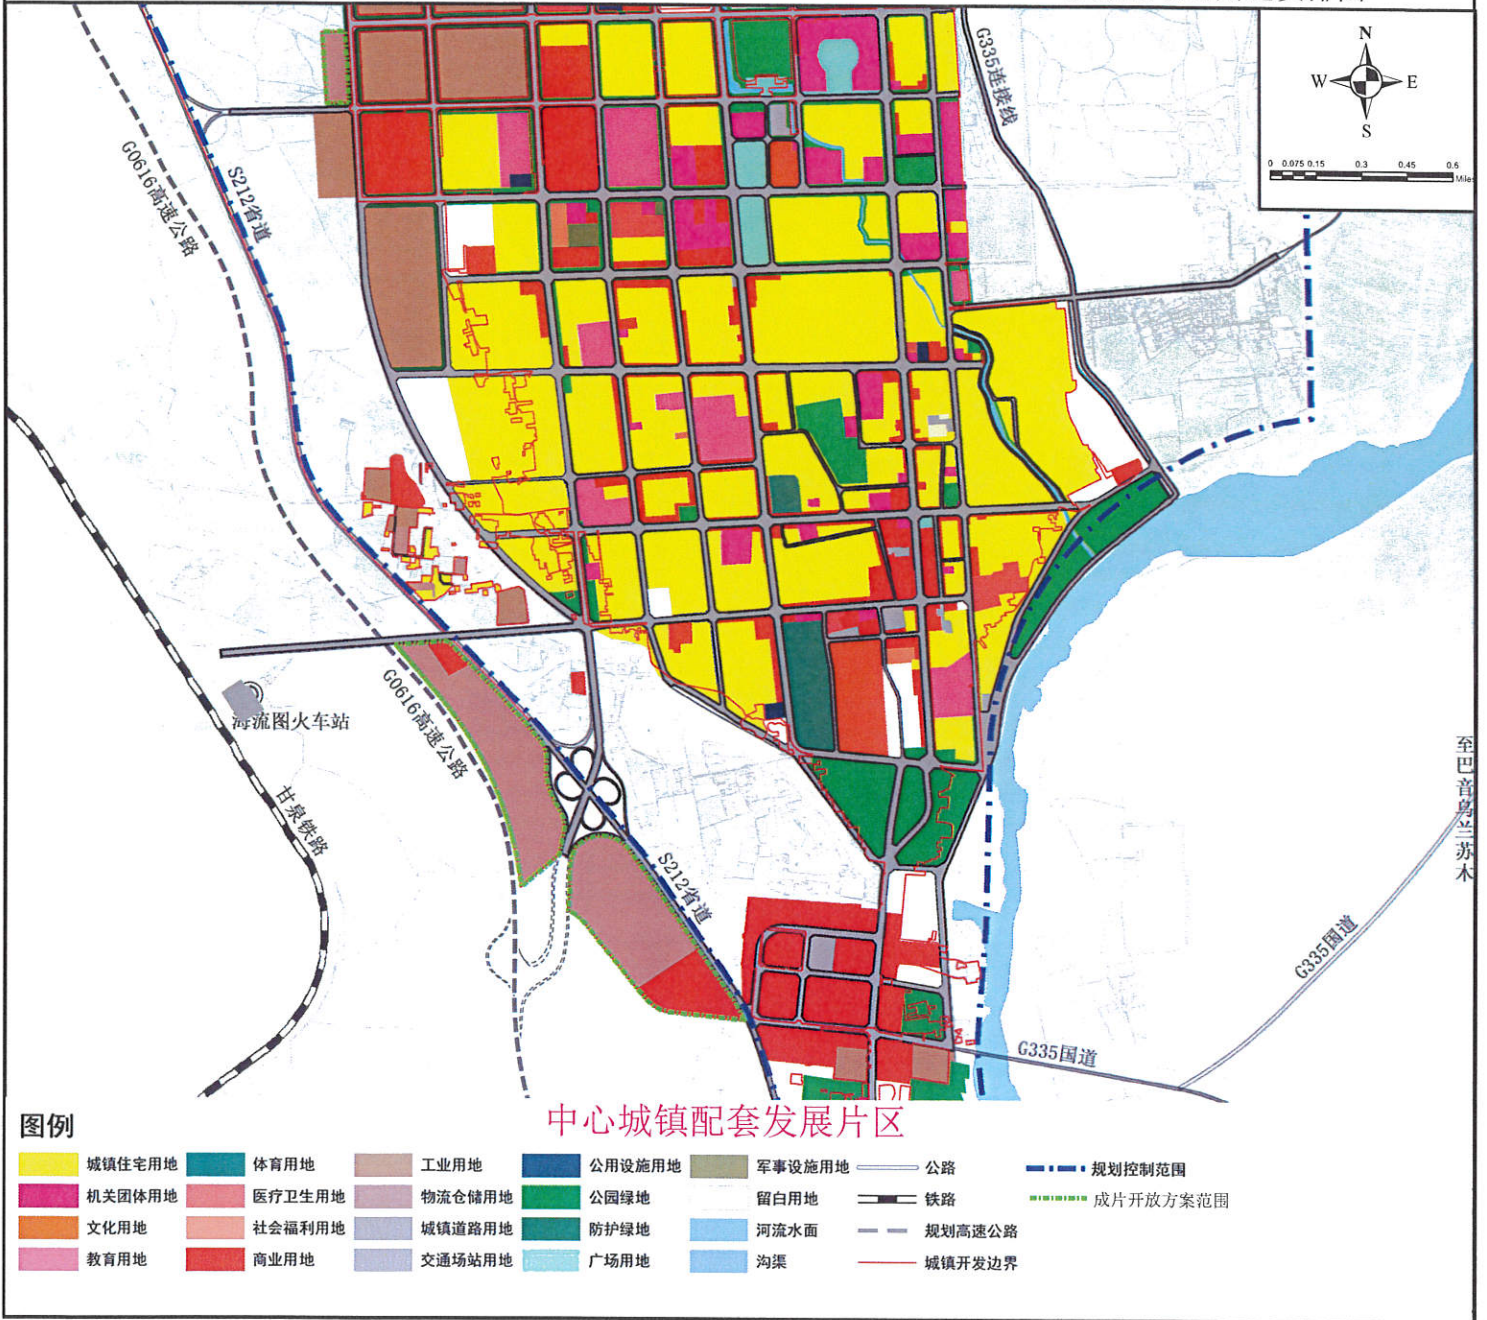 N
W
E
S
0 0.075 0.15 0.3 0.45 0.6
Miles
G335连接线
G0616高速公路
S212省道
G0616高速公路
海流图火车站
甘泉铁路
S212省道
至巴音乌兰苏木
G335国道
G335国道
中心城镇配套发展片区
图例
城镇住宅用地 体育用地 工业用地 公用设施用地 军事设施用地 公路 规划控制范围
机关团体用地 医疗卫生用地 物流仓储用地 公园绿地 留白用地 铁路 成片开放方案范围
文化用地 社会福利用地 城镇道路用地 防护绿地 河流水面 规划高速公路
教育用地 商业用地 交通场站用地 广场用地 沟渠 城镇开发边界